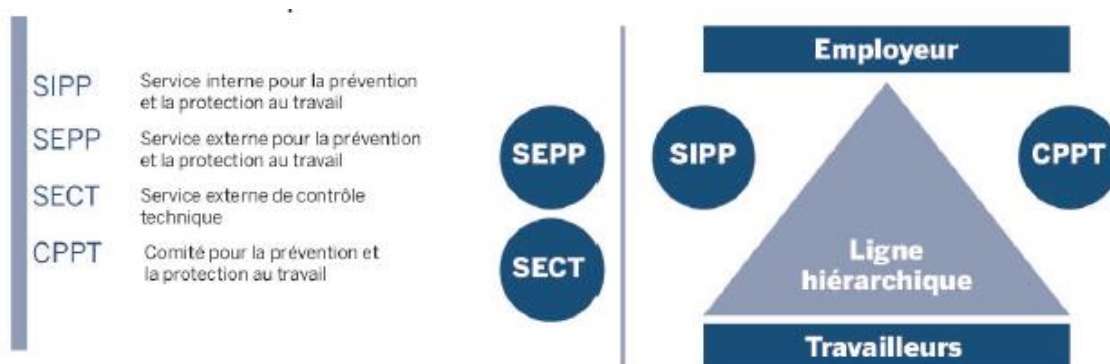 SIPP
Service interne pour la prévention
et la protection au travail
SEPP
Service externe pour la prévention
et la protection au travail
SECT
Service externe de contrôle
technique
CPPT
Comité pour la prévention et
la protection au travail
SEPP
SECT
Employeur
SIPP
CPPT
Ligne
hiérarchique
Travailleurs